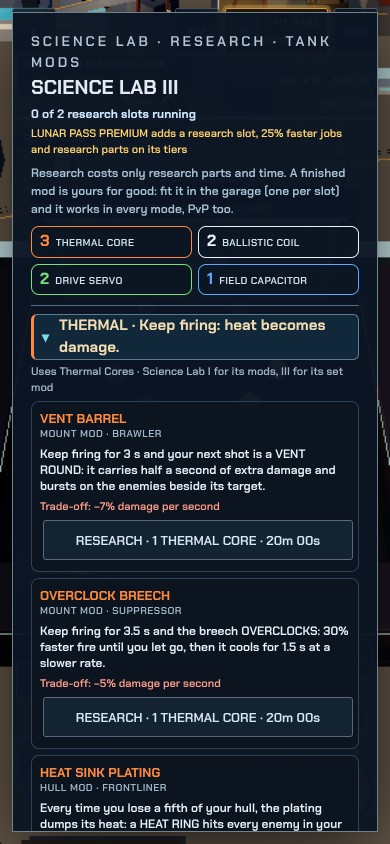 SCIENCE LAB · RESEARCH · TANK
MODS
SCIENCE LAB III
0 of 2 research slots running
LUNAR PASS PREMIUM adds a research slot, 25% faster jobs
and research parts on its tiers
Research costs only research parts and time. A finished
mod is yours for good: fit it in the garage (one per slot)
and it works in every mode, PvP too.
3 THERMAL CORE
2 BALLISTIC COIL
2 DRIVE SERVO
1 FIELD CAPACITOR
▼ THERMAL · Keep firing: heat becomes
damage.
Uses Thermal Cores · Science Lab I for its mods, III for its set
mod
VENT BARREL
MOUNT MOD · BRAWLER
Keep firing for 3 s and your next shot is a VENT
ROUND: it carries half a second of extra damage and
bursts on the enemies beside its target.
Trade-off: –7% damage per second
RESEARCH · 1 THERMAL CORE · 20m 00s
OVERCLOCK BREECH
MOUNT MOD · SUPPRESSOR
Keep firing for 3.5 s and the breech OVERCLOCKS: 30%
faster fire until you let go, then it cools for 1.5 s at a
slower rate.
Trade-off: –5% damage per second
RESEARCH · 1 THERMAL CORE · 20m 00s
HEAT SINK PLATING
HULL MOD · FRONTLINER
Every time you lose a fifth of your hull, the plating
dumps its heat: a HEAT RING hits every enemy in your